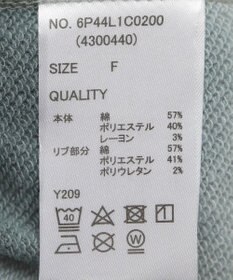 NO. 6P44L1C0200
(4300440)
SIZE F
QUALITY
本体 綿 57%
ポリエステル 40%
レーヨン 3%
リブ部分 綿 57%
ポリエステル 41%
ポリウレタン 2%
Y209
40 1
W